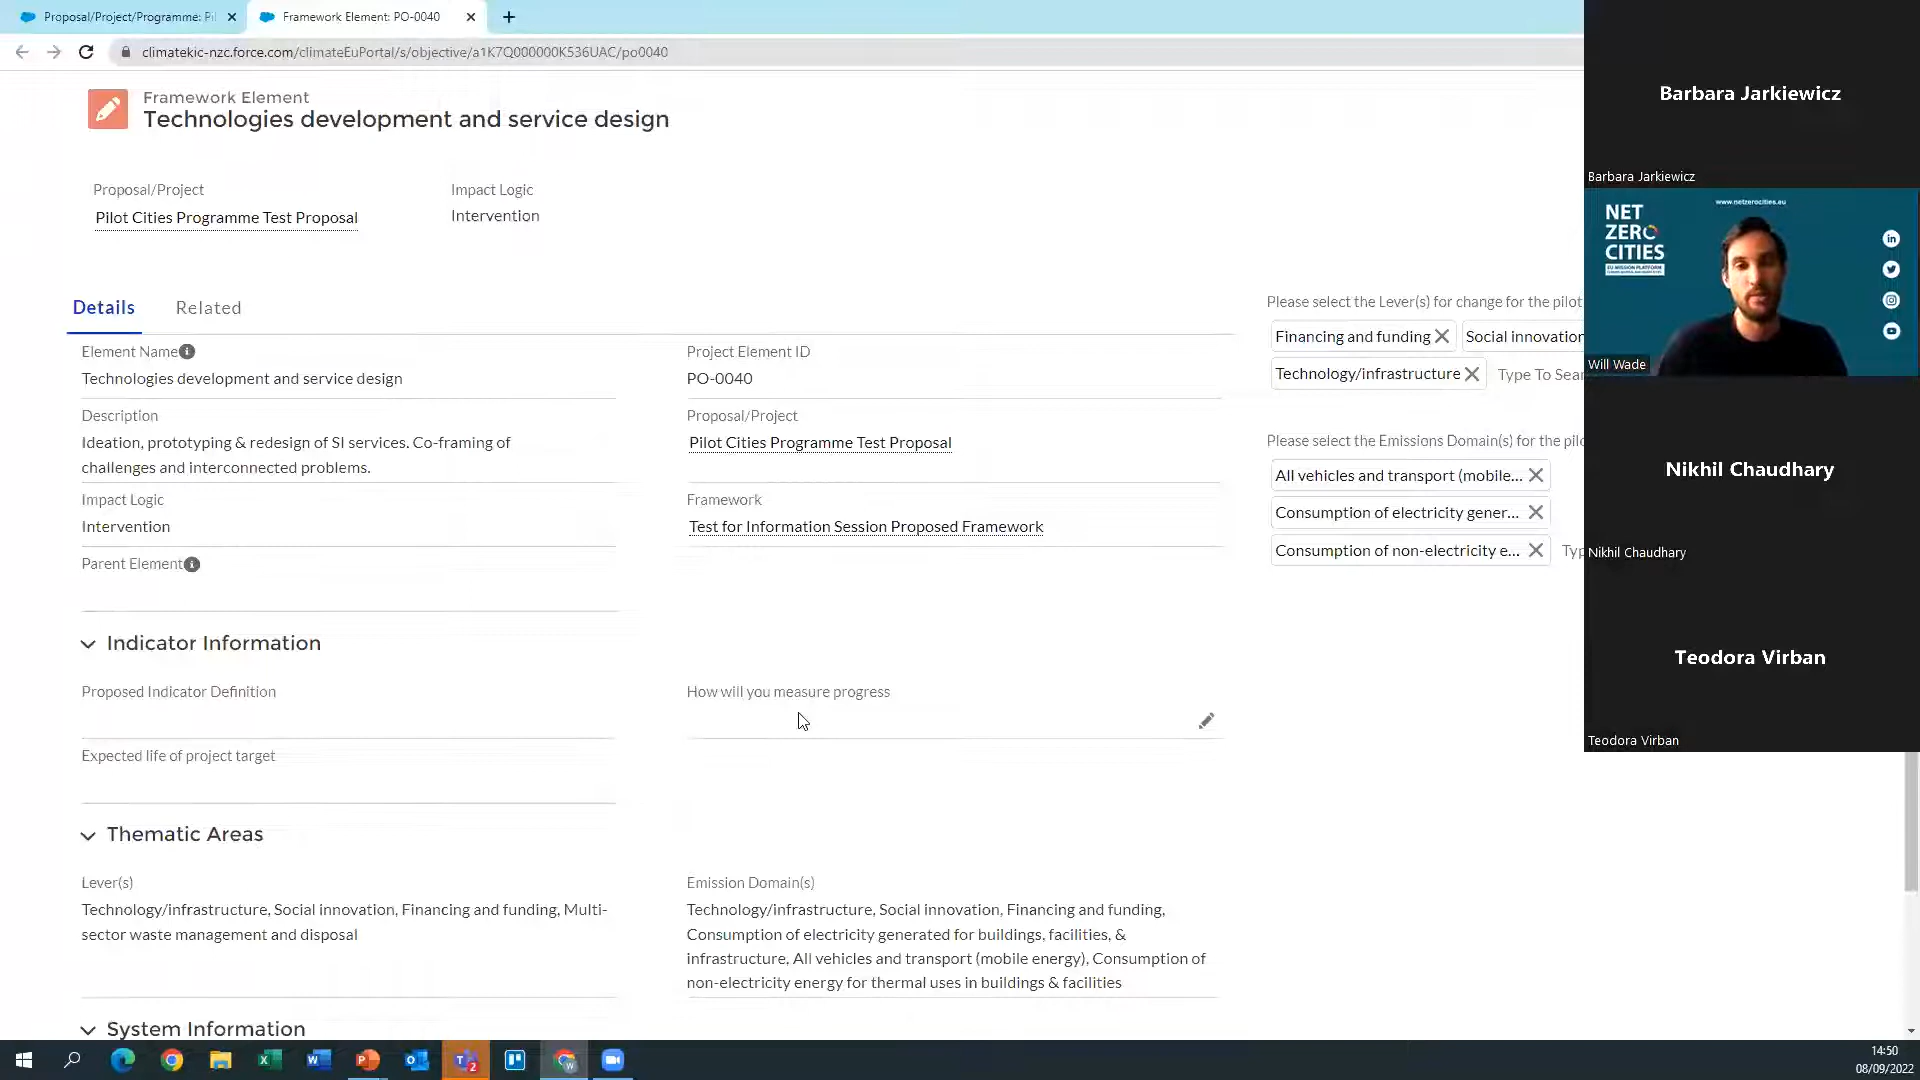 Proposal/Project/Programme: Pi
Framework Element: PO-0040
climatekic-nzc.force.com/climateEuPortal/s/objective/a1K7Q000000K536UAC/po0040
Framework Element
Technologies development and service design
Proposal/Project
Impact Logic
Pilot Cities Programme Test Proposal
Intervention
Details
Related
Element Name
Technologies development and service design
Project Element ID
PO-0040
Description
Ideation, prototyping & redesign of SI services. Co-framing of
challenges and interconnected problems.
Proposal/Project
Pilot Cities Programme Test Proposal
Impact Logic
Intervention
Framework
Test for Information Session Proposed Framework
Parent Element
Indicator Information
Proposed Indicator Definition
How will you measure progress
Expected life of project target
Thematic Areas
Lever(s)
Technology/infrastructure, Social innovation, Financing and funding, Multi-
sector waste management and disposal
Emission Domain(s)
Technology/infrastructure, Social innovation, Financing and funding,
Consumption of electricity generated for buildings, facilities, &
infrastructure, All vehicles and transport (mobile energy), Consumption of
non-electricity energy for thermal uses in buildings & facilities
System Information
Please select the Lever(s) for change for the pilot
Financing and funding
Social innovation
Technology/infrastructure
Type To Sear
Please select the Emissions Domain(s) for the pilo
All vehicles and transport (mobile...
Consumption of electricity gener...
Consumption of non-electricity e...
Typ
Barbara Jarkiewicz
Barbara Jarkiewicz
www.netzerocities.eu
NET
ZERO
CITIES
EU MISSION PLATFORM
Will Wade
Nikhil Chaudhary
Nikhil Chaudhary
Teodora Virban
Teodora Virban
2
14:50
08/09/2022